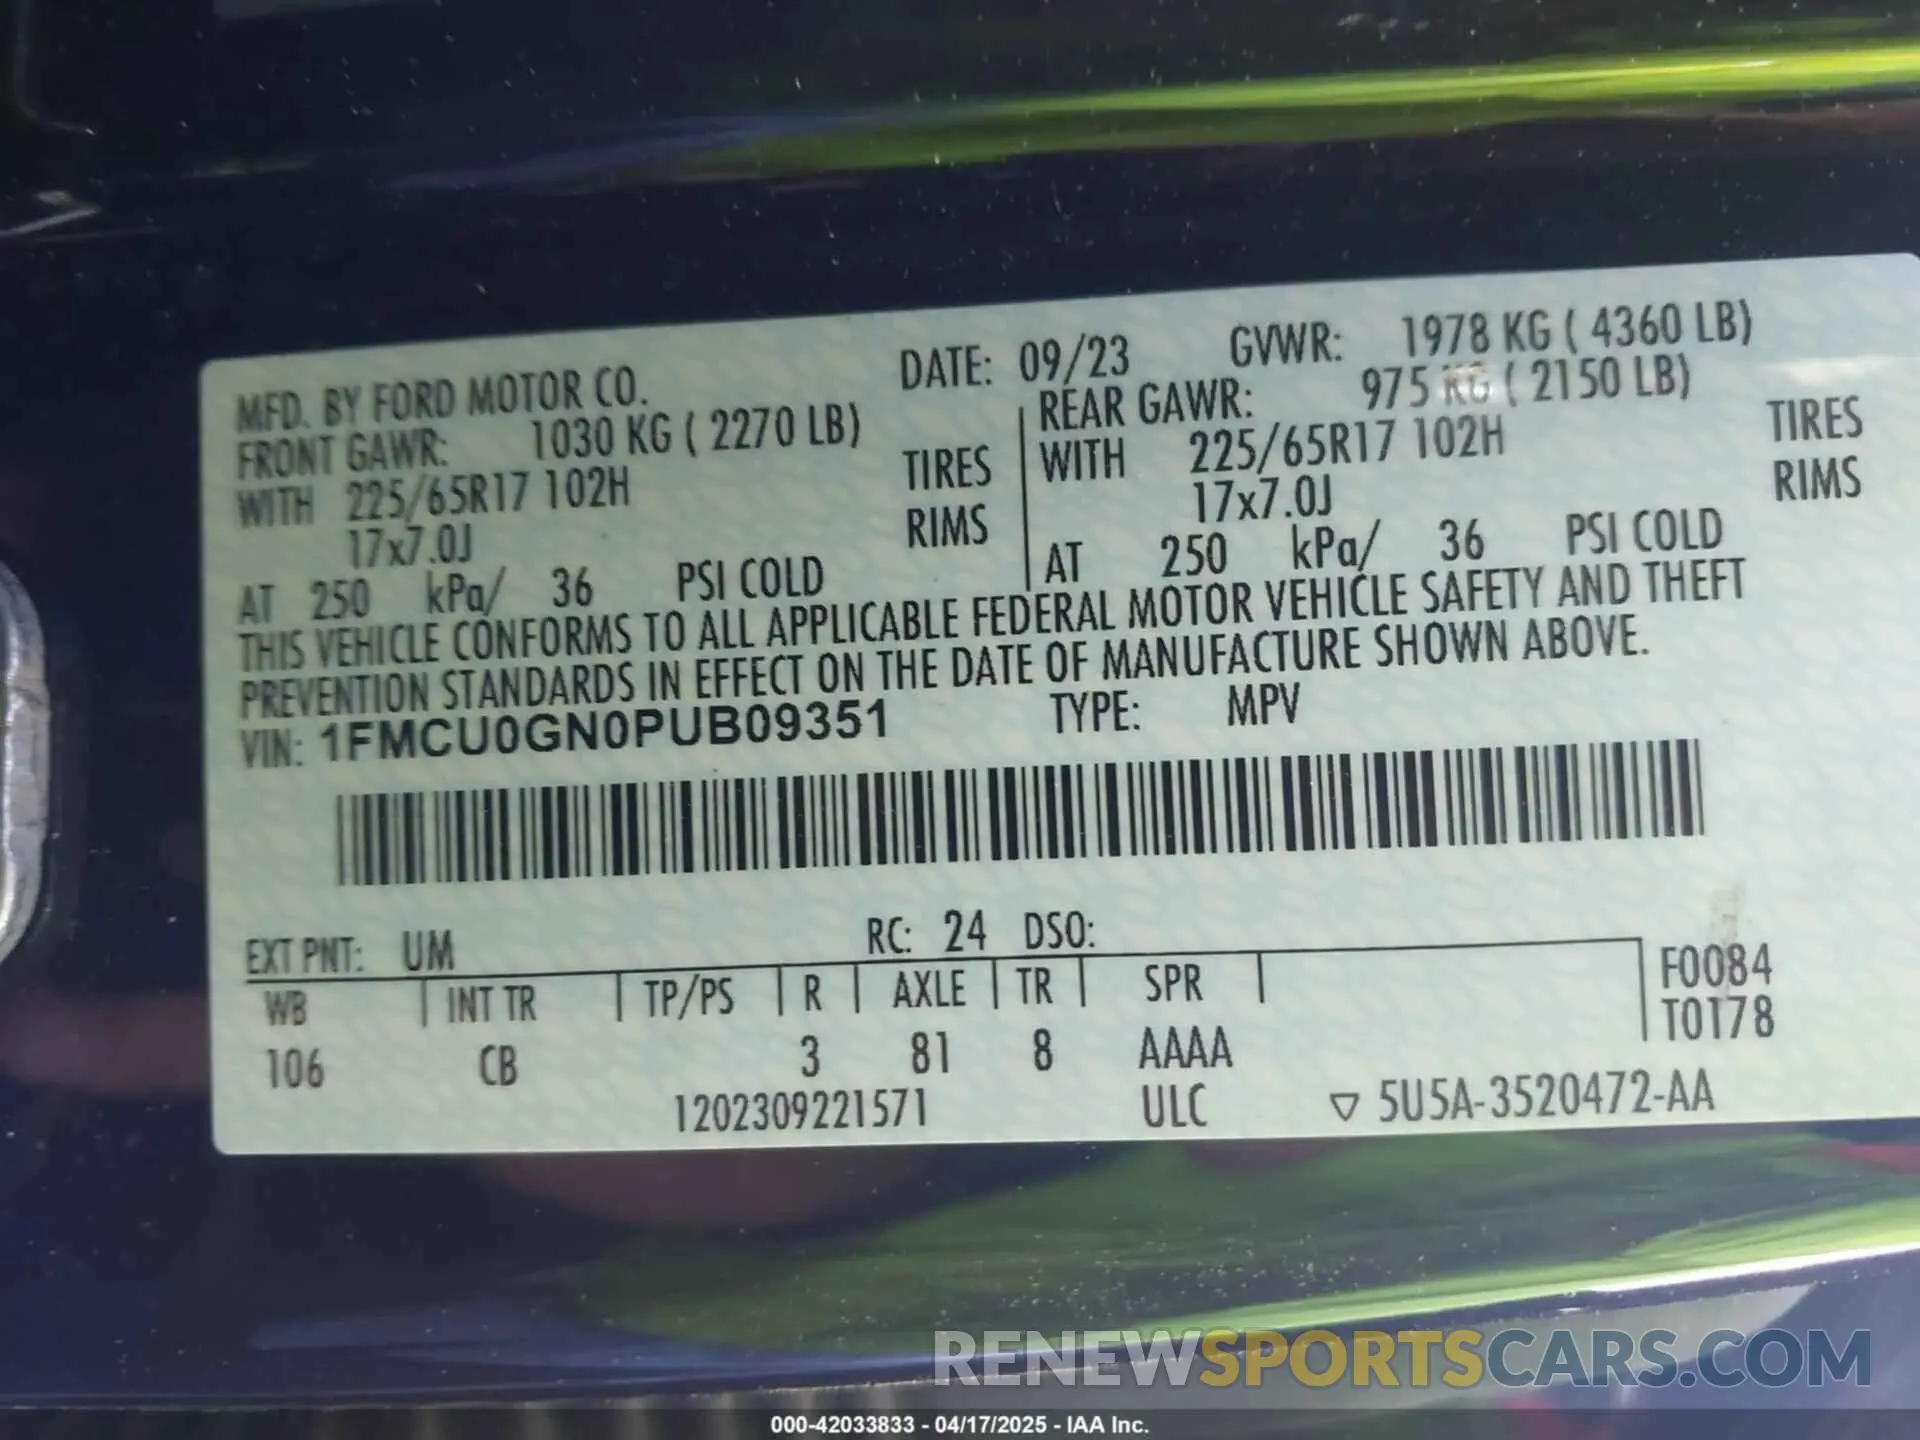 MFD. BY FORD MOTOR CO. DATE: 09/23 GVWR: 1978 KG ( 4360 LB)
FRONT GAWR: 1030 KG ( 2270 LB) REAR GAWR: 975 KG ( 2150 LB)
WITH 225/65R17 102H TIRES WITH 225/65R17 102H TIRES
17x7.0J RIMS 17x7.0J RIMS
AT 250 kPa/ 36 PSI COLD AT 250 kPa/ 36 PSI COLD
THIS VEHICLE CONFORMS TO ALL APPLICABLE FEDERAL MOTOR VEHICLE SAFETY AND THEFT
PREVENTION STANDARDS IN EFFECT ON THE DATE OF MANUFACTURE SHOWN ABOVE.
VIN: 1FMCU0GN0PUB09351 TYPE: MPV
EXT PNT: UM RC: 24 DSO:
WB INT TR TP/PS R AXLE TR SPR F0084
T0178
106 CB 3 81 8 AAAA
1202309221571 ULC ▽ 5U5A-3520472-AA
RENEWSPORTSCARS.COM
000-42033833 - 04/17/2025 - IAA Inc.